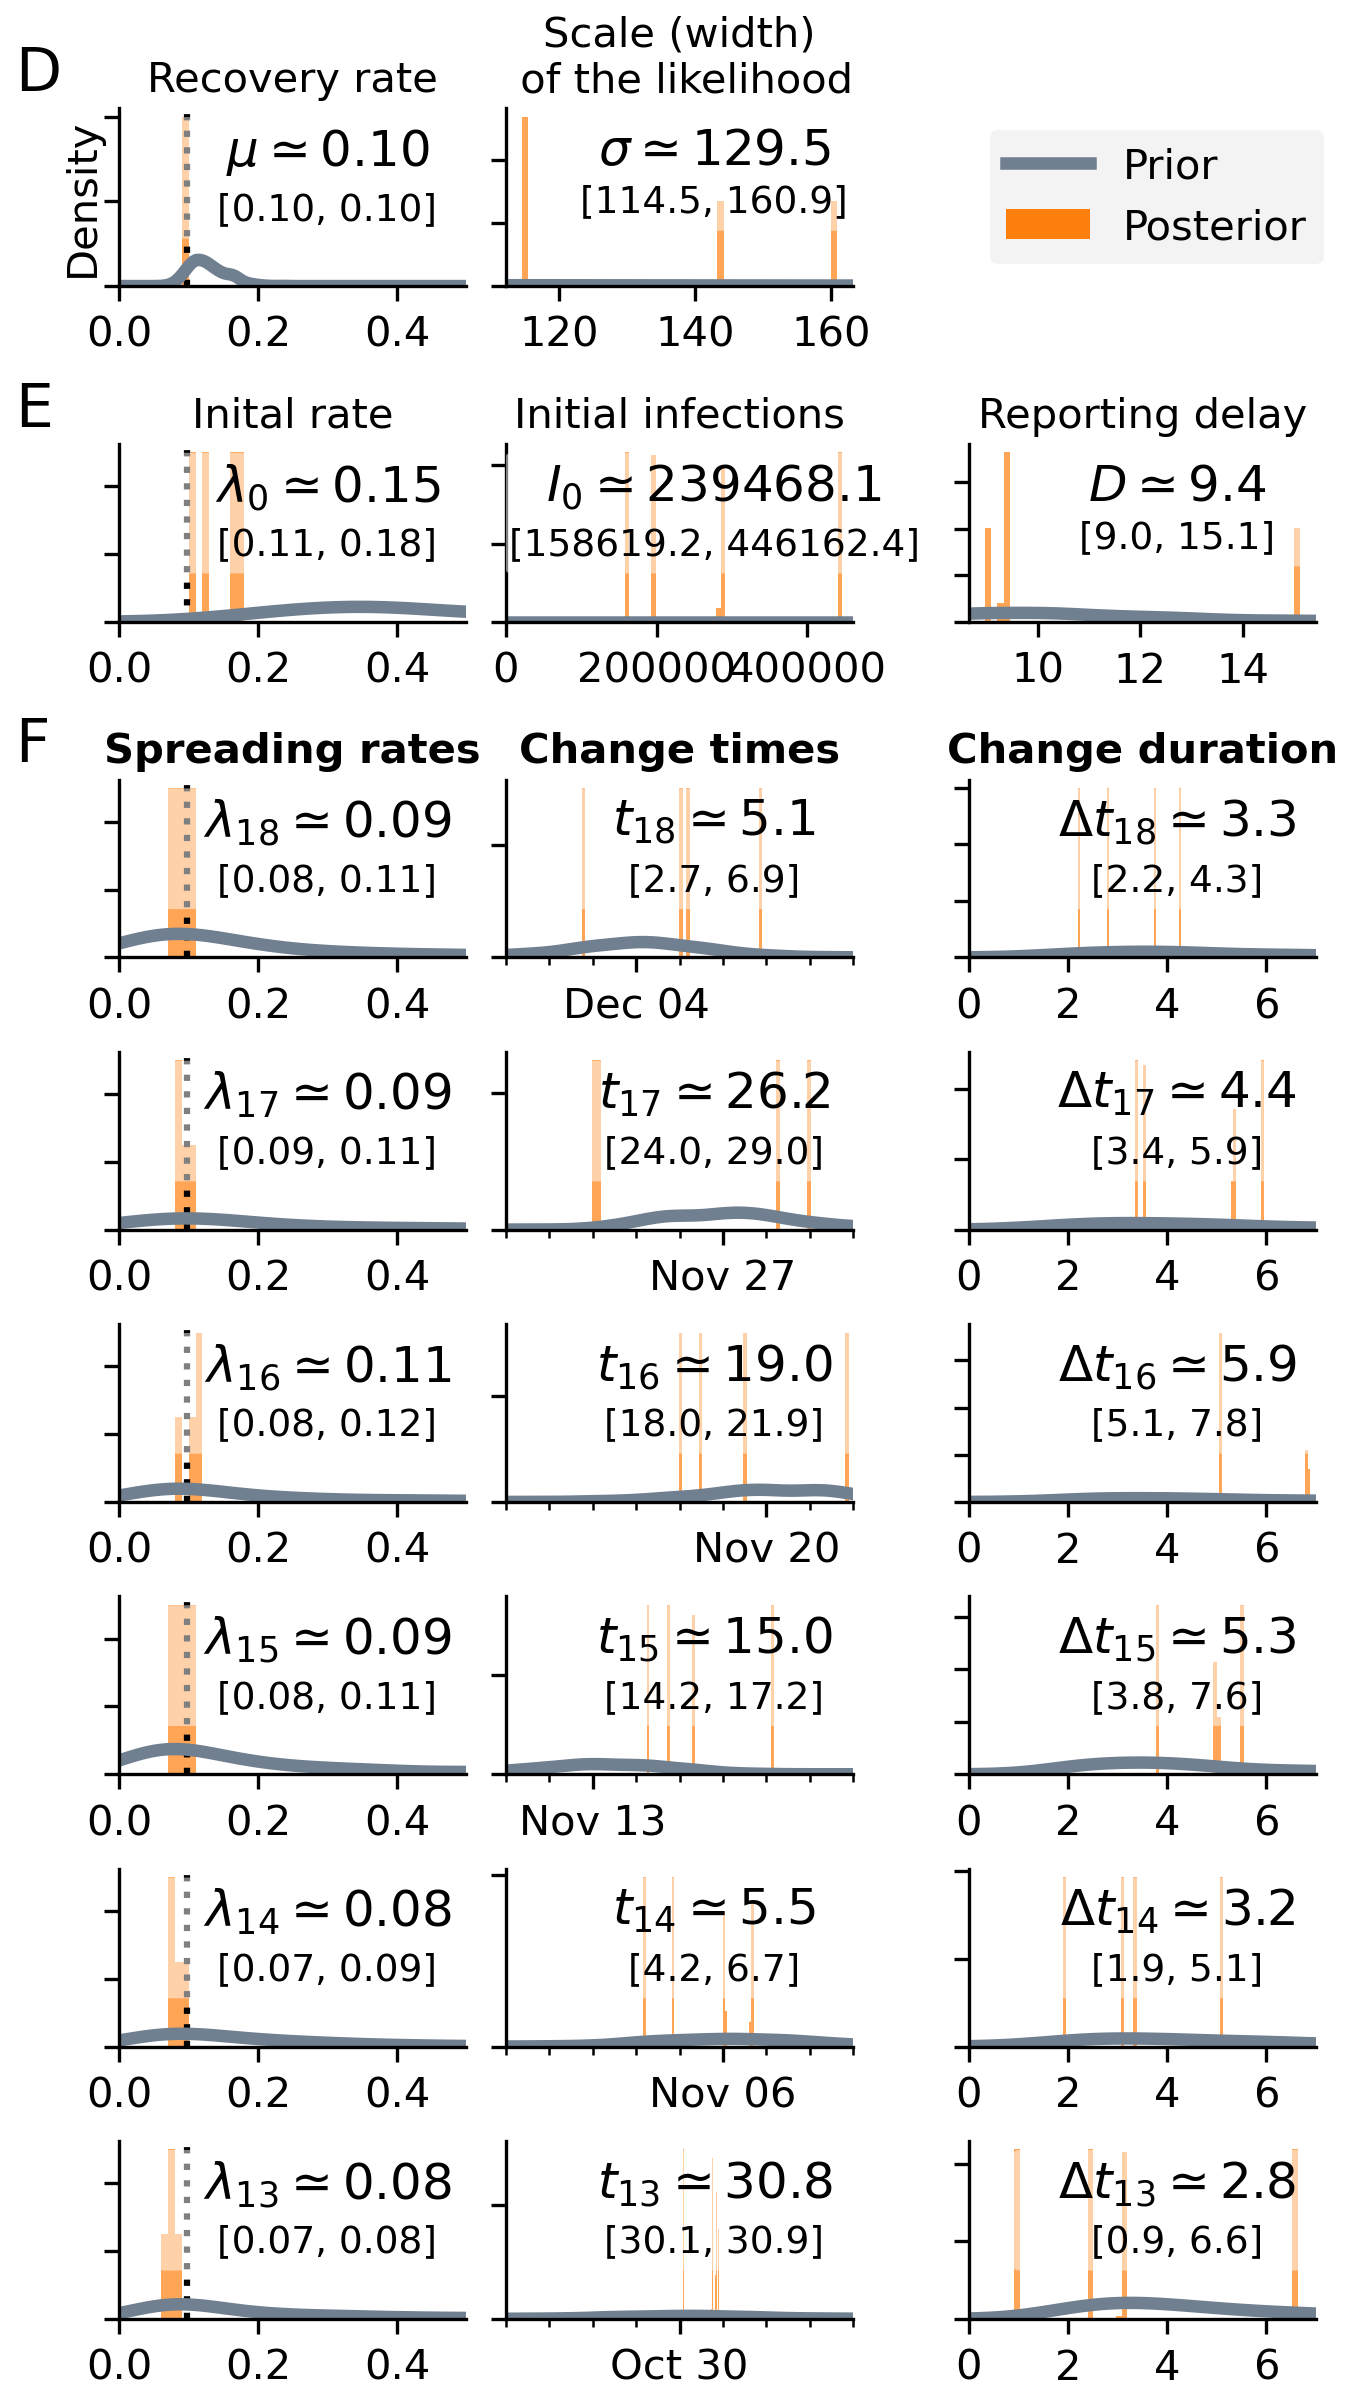 D
Recovery rate
Scale (width)
of the likelihood
Density
μ ≃ 0.10
[0.10, 0.10]
σ ≃ 129.5
[114.5, 160.9]
Prior
Posterior
0.0 0.2 0.4
120 140 160
E
Inital rate
Initial infections
Reporting delay
λ0 ≃ 0.15
[0.11, 0.18]
I0 ≃ 239468.1
[158619.2, 446162.4]
D ≃ 9.4
[9.0, 15.1]
0.0 0.2 0.4
0 200000 400000
10 12 14
F
Spreading rates
Change times
Change duration
λ18 ≃ 0.09
[0.08, 0.11]
t18 ≃ 5.1
[2.7, 6.9]
Δt18 ≃ 3.3
[2.2, 4.3]
0.0 0.2 0.4
Dec 04
0 2 4 6
λ17 ≃ 0.09
[0.09, 0.11]
t17 ≃ 26.2
[24.0, 29.0]
Δt17 ≃ 4.4
[3.4, 5.9]
0.0 0.2 0.4
Nov 27
0 2 4 6
λ16 ≃ 0.11
[0.08, 0.12]
t16 ≃ 19.0
[18.0, 21.9]
Δt16 ≃ 5.9
[5.1, 7.8]
0.0 0.2 0.4
Nov 20
0 2 4 6
λ15 ≃ 0.09
[0.08, 0.11]
t15 ≃ 15.0
[14.2, 17.2]
Δt15 ≃ 5.3
[3.8, 7.6]
0.0 0.2 0.4
Nov 13
0 2 4 6
λ14 ≃ 0.08
[0.07, 0.09]
t14 ≃ 5.5
[4.2, 6.7]
Δt14 ≃ 3.2
[1.9, 5.1]
0.0 0.2 0.4
Nov 06
0 2 4 6
λ13 ≃ 0.08
[0.07, 0.08]
t13 ≃ 30.8
[30.1, 30.9]
Δt13 ≃ 2.8
[0.9, 6.6]
0.0 0.2 0.4
Oct 30
0 2 4 6